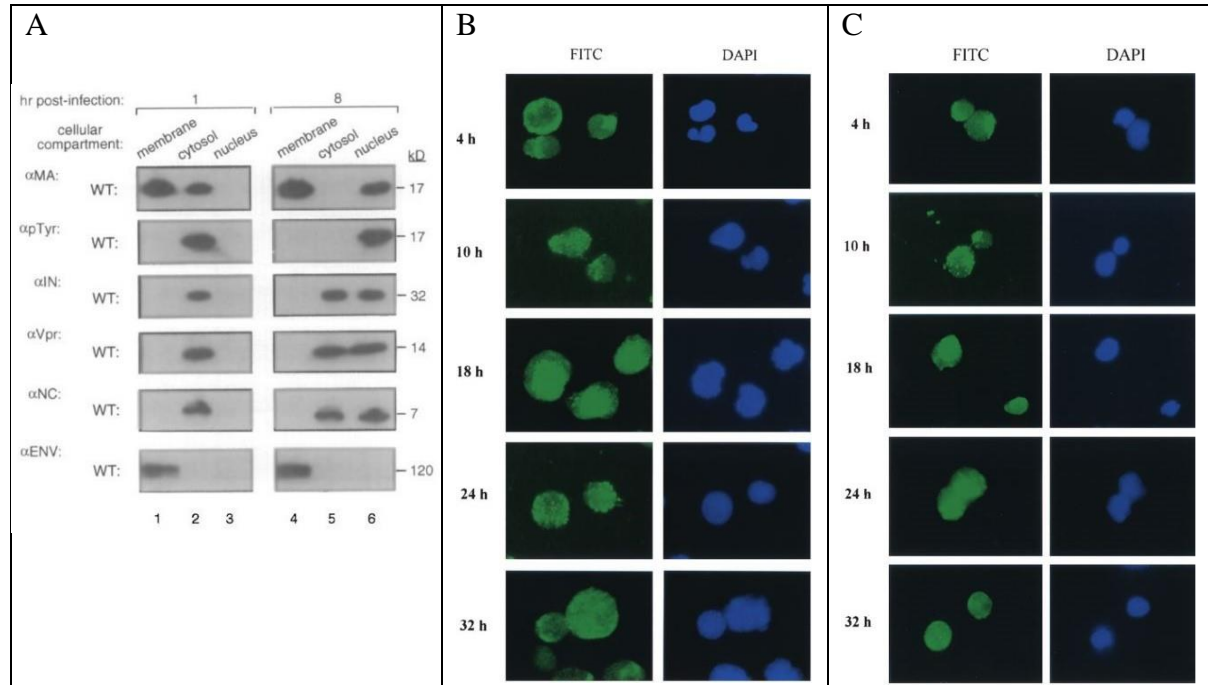 A
hr post-infection: 1 8
cellular compartment: membrane cytosol nucleus membrane cytosol nucleus kD
αMA:
WT: 17
αpTyr:
WT: 17
αIN:
WT: 32
αVpr:
WT: 14
αNC:
WT: 7
αENV:
WT: 120
1 2 3 4 5 6
B
FITC DAPI
4 h
10 h
18 h
24 h
32 h
C
FITC DAPI
4 h
10 h
18 h
24 h
32 h